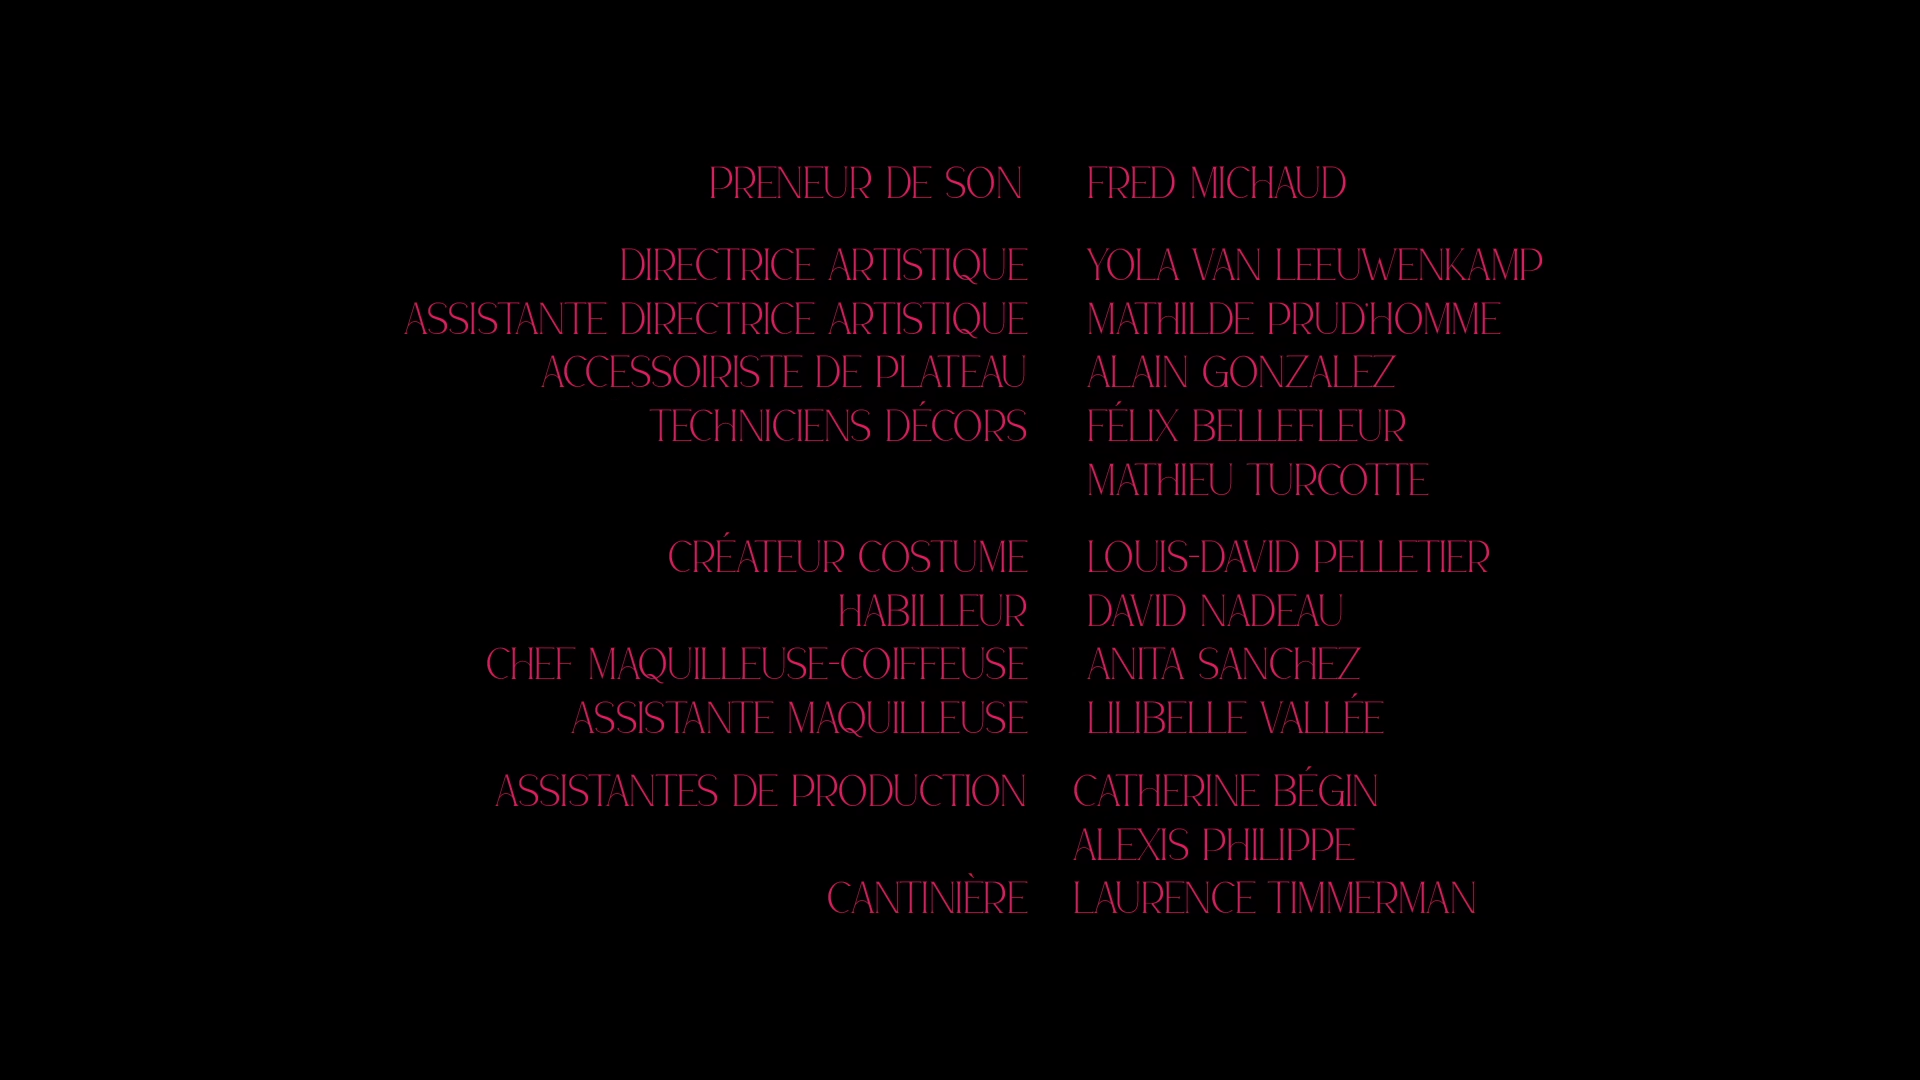 PRENEUR DE SON FRED MICHAUD
DIRECTRICE ARTISTIQUE YOLA VAN LEEUWENKAMP
ASSISTANTE DIRECTRICE ARTISTIQUE MATHILDE PRUD'HOMME
ACCESSOIRISTE DE PLATEAU ALAIN GONZALEZ
TECHNICIENS DÉCORS FÉLIX BELLEFLEUR
MATHIEU TURCOTTE
CRÉATEUR COSTUME LOUIS-DAVID PELLETIER
HABILLEUR DAVID NADEAU
CHEF MAQUILLEUSE-COIFFEUSE ANITA SANCHEZ
ASSISTANTE MAQUILLEUSE LILIBELLE VALLÉE
ASSISTANTES DE PRODUCTION CATHERINE BÉGIN
ALEXIS PHILIPPE
CANTINIÈRE LAURENCE TIMMERMAN